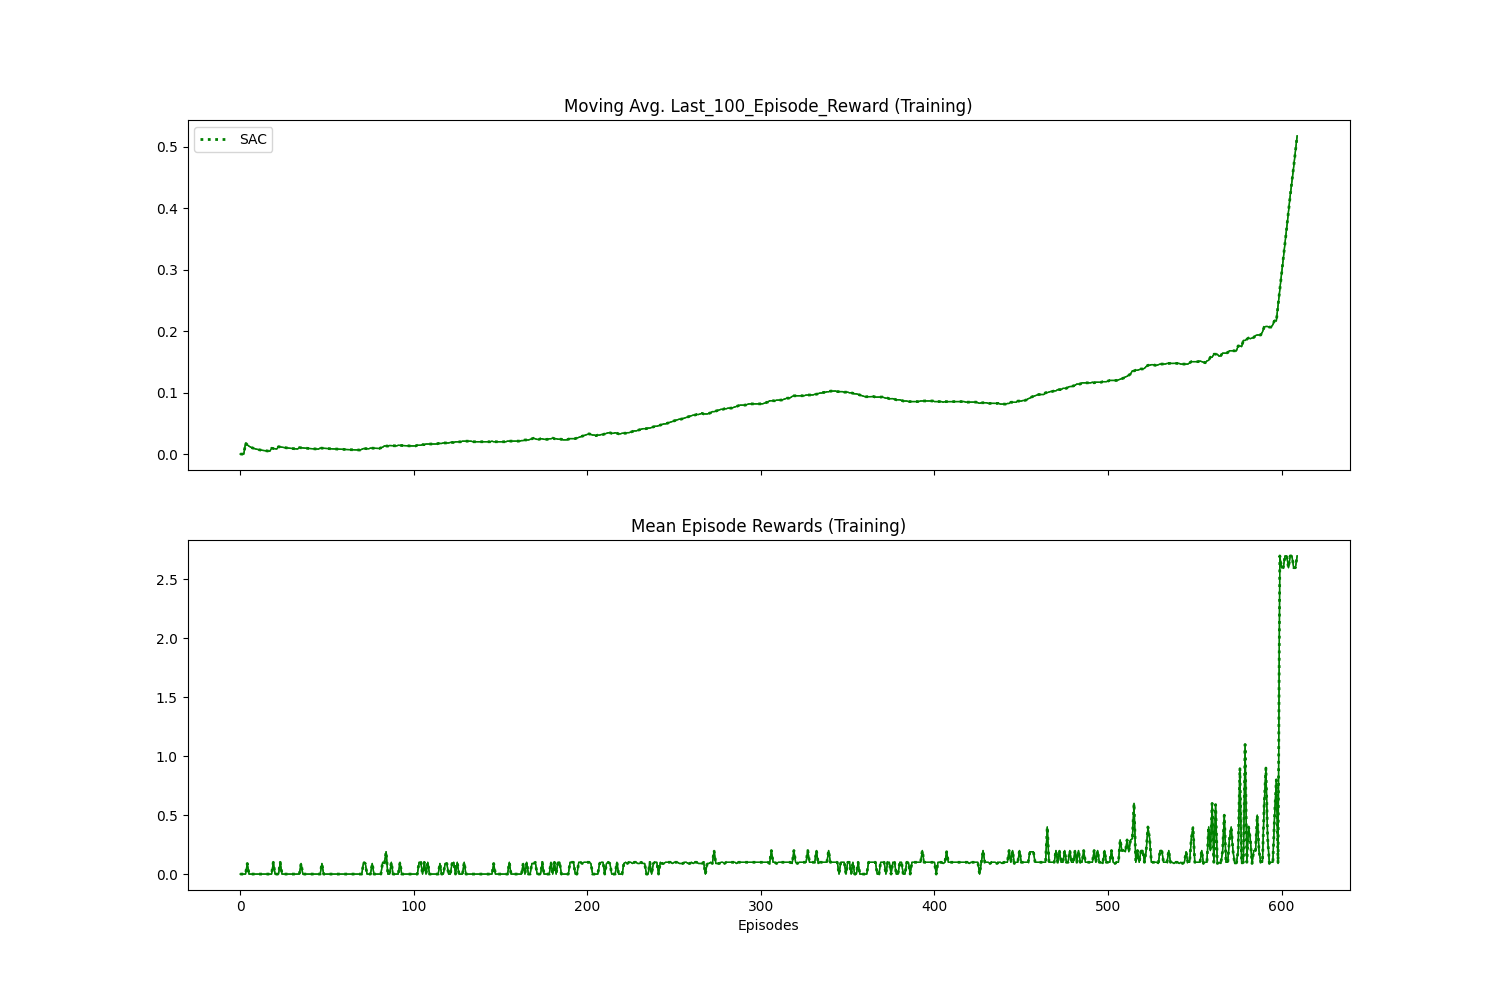 Moving Avg. Last_100_Episode_Reward (Training)
SAC
0.5
0.4
0.3
0.2
0.1
0.0
Mean Episode Rewards (Training)
2.5
2.0
1.5
1.0
0.5
0.0
0 100 200 300 400 500 600
Episodes